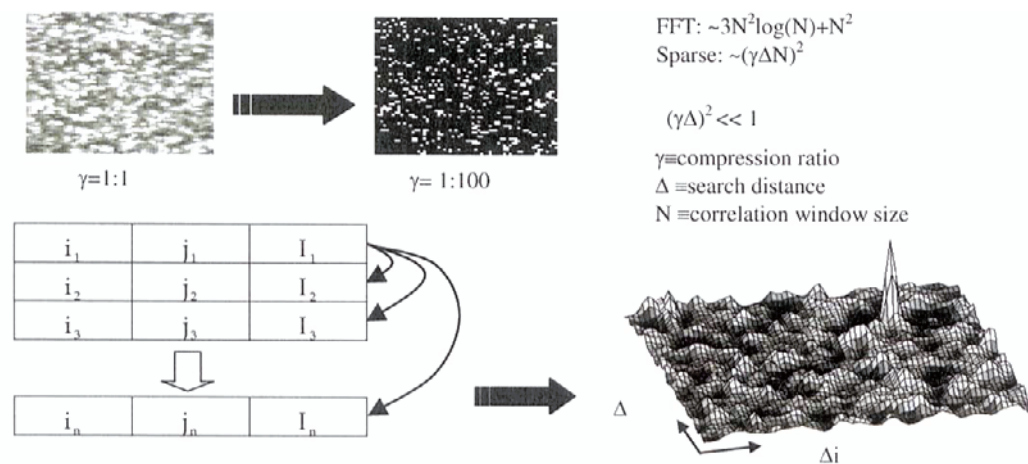 FFT: ~3N²log(N)+N²
Sparse: ~(γΔN)²
(γΔ)² << 1
γ≡compression ratio
Δ ≡search distance
N ≡correlation window size
γ=1:1
γ= 1:100
i₁ j₁ I₁
i₂ j₂ I₂
i₃ j₃ I₃
iₙ jₙ Iₙ
Δ
Δi